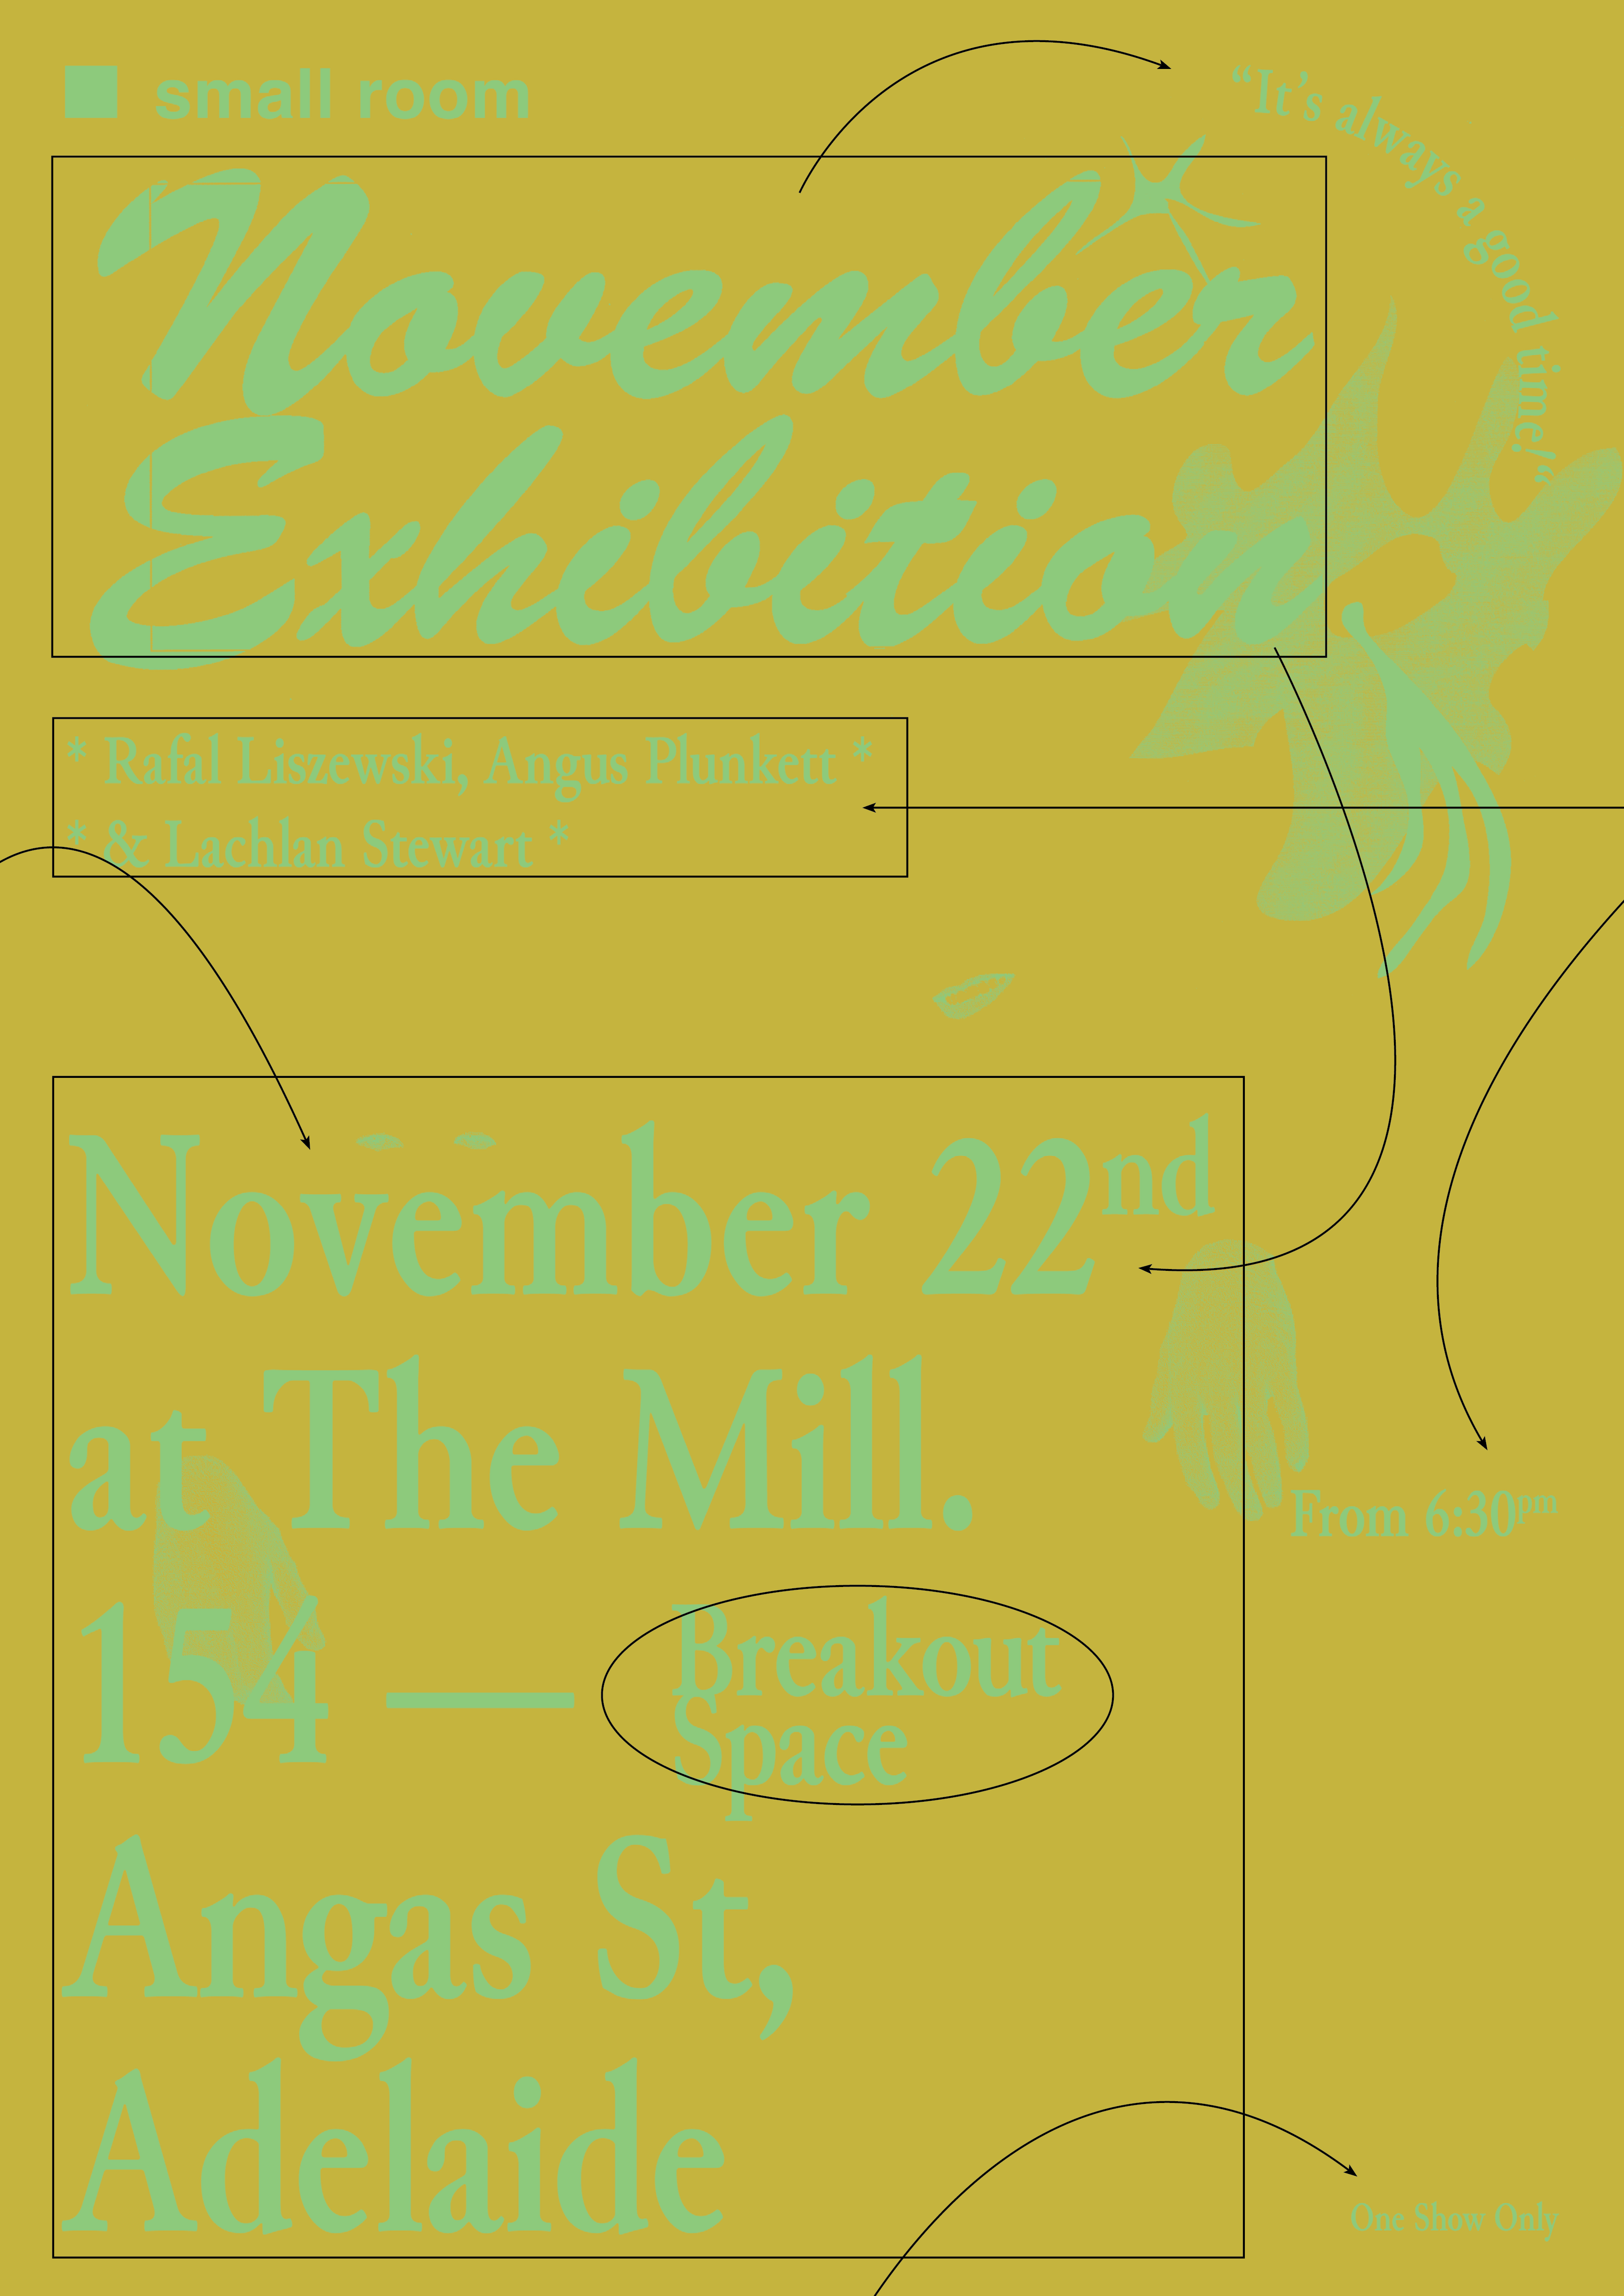 small room
“It’s always a good time!“
November
Exhibition
* Rafal Liszewski, Angus Plunkett *
* & Lachlan Stewart *
November 22nd
at The Mill.
From 6:30pm
154 — Breakout
Space
Angas St,
Adelaide
One Show Only